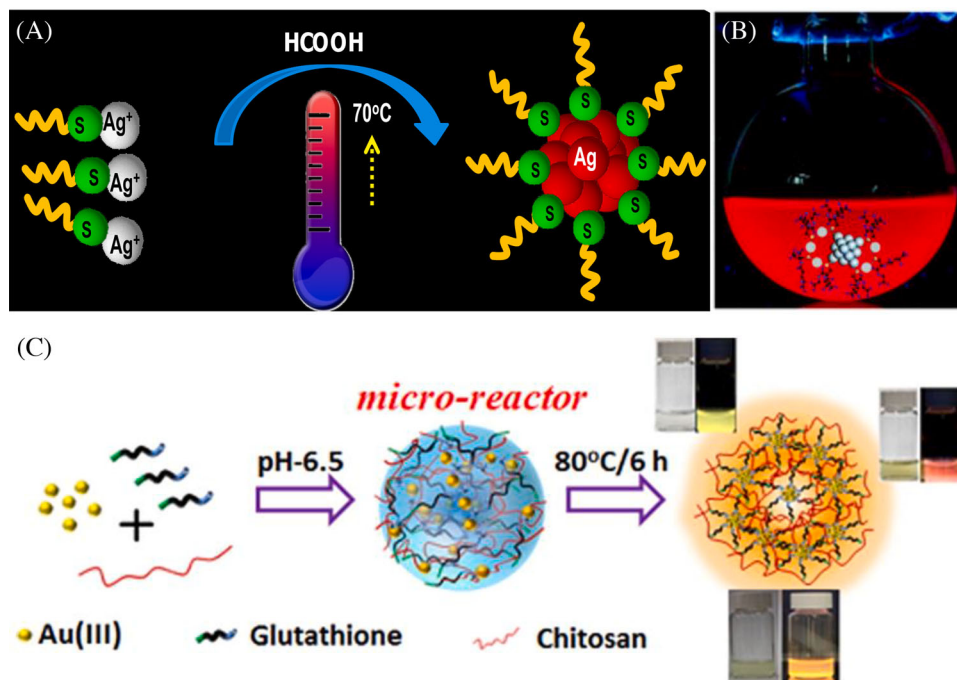 (A)
HCOOH
70°C
S
Ag+
S
Ag+
S
Ag+
S
S
S
S
Ag
S
S
S
S
(B)
(C)
micro-reactor
pH-6.5
80°C/6 h
+
Au(III)
Glutathione
Chitosan